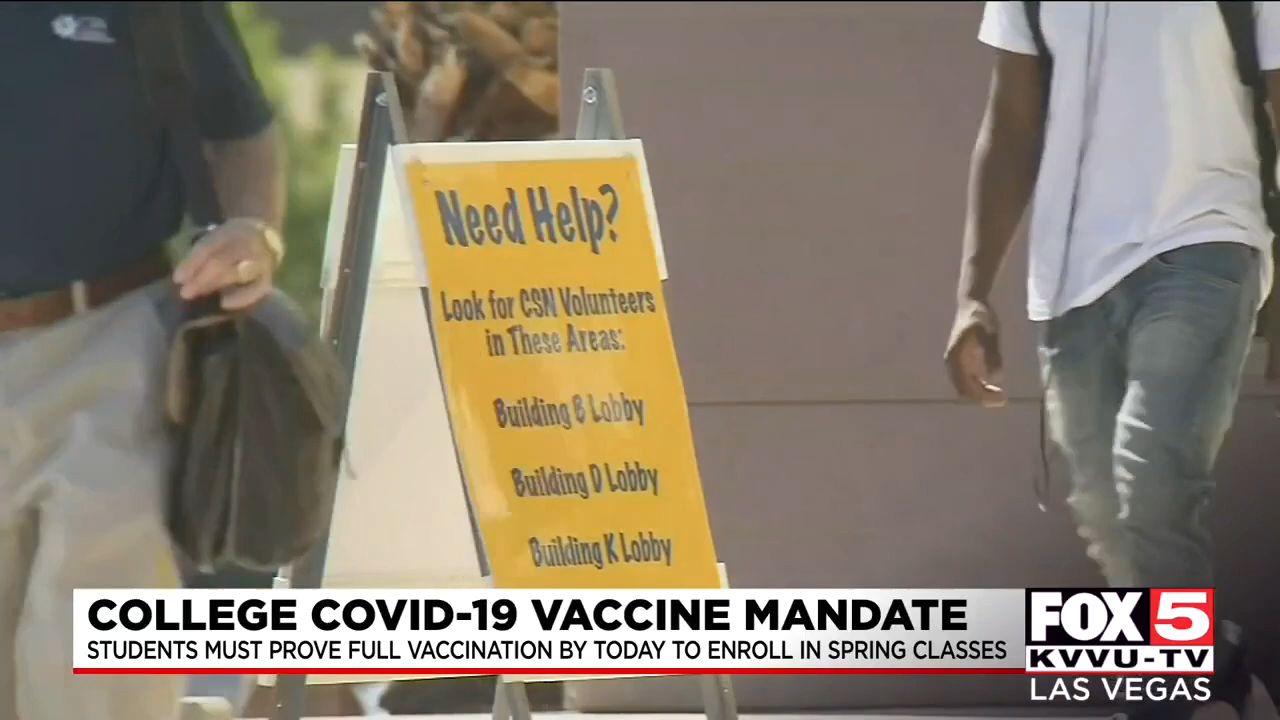 Need Help?
Look for CSN Volunteers
in These Areas:
Building B Lobby
Building D Lobby
Building K Lobby
COLLEGE COVID-19 VACCINE MANDATE
STUDENTS MUST PROVE FULL VACCINATION BY TODAY TO ENROLL IN SPRING CLASSES
FOX 5
KVVU-TV
LAS VEGAS